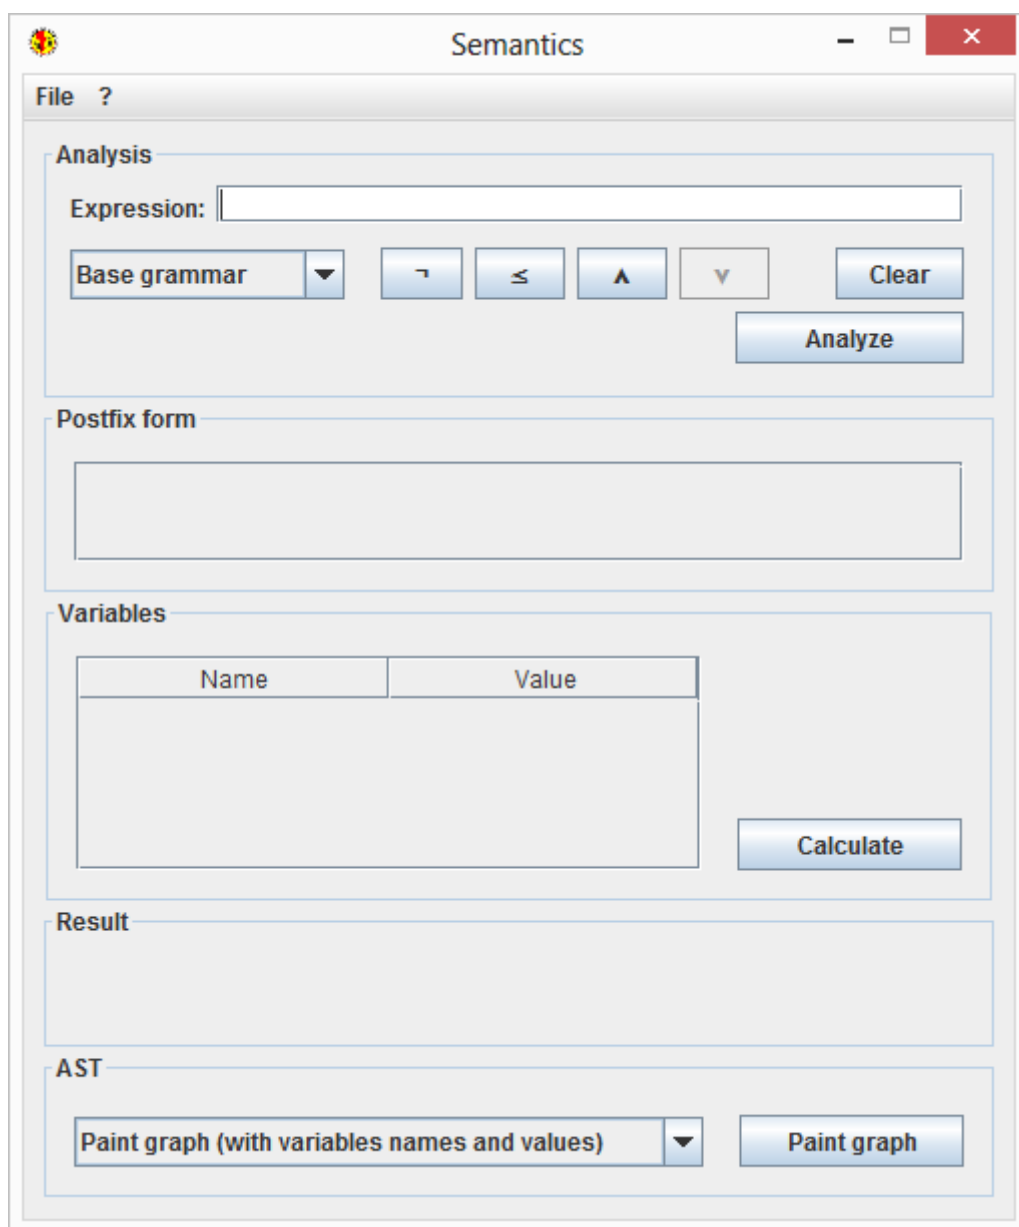 Semantics
File ?
Analysis
Expression:
Base grammar ¬ ≤ ∧ ∨ Clear
Analyze
Postfix form
Variables
Name Value
Calculate
Result
AST
Paint graph (with variables names and values) Paint graph